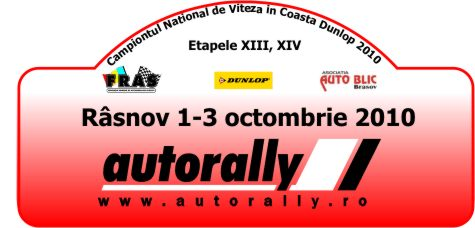 Campiontul National de Viteza in Coasta Dunlop 2010
Etapele XIII, XIV
FRAS
DUNLOP
ASOCIATIA
AUTO BLIC
Brasov
Râsnov 1-3 octombrie 2010
autorally
www.autorally.ro